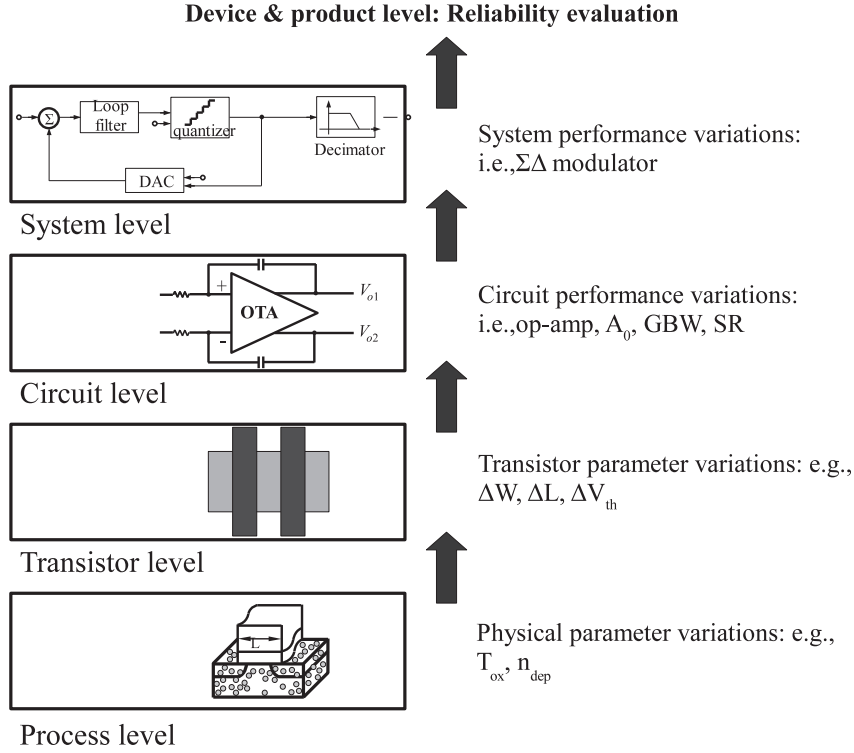 Device & product level: Reliability evaluation
Σ
Loop
filter
quantizer
Decimator
DAC
System level
System performance variations:
i.e.,ΣΔ modulator
+
OTA
-
Vo1
Vo2
Circuit level
Circuit performance variations:
i.e.,op-amp, A0, GBW, SR
Transistor level
Transistor parameter variations: e.g.,
ΔW, ΔL, ΔVth
L
Process level
Physical parameter variations: e.g.,
Tox, ndep